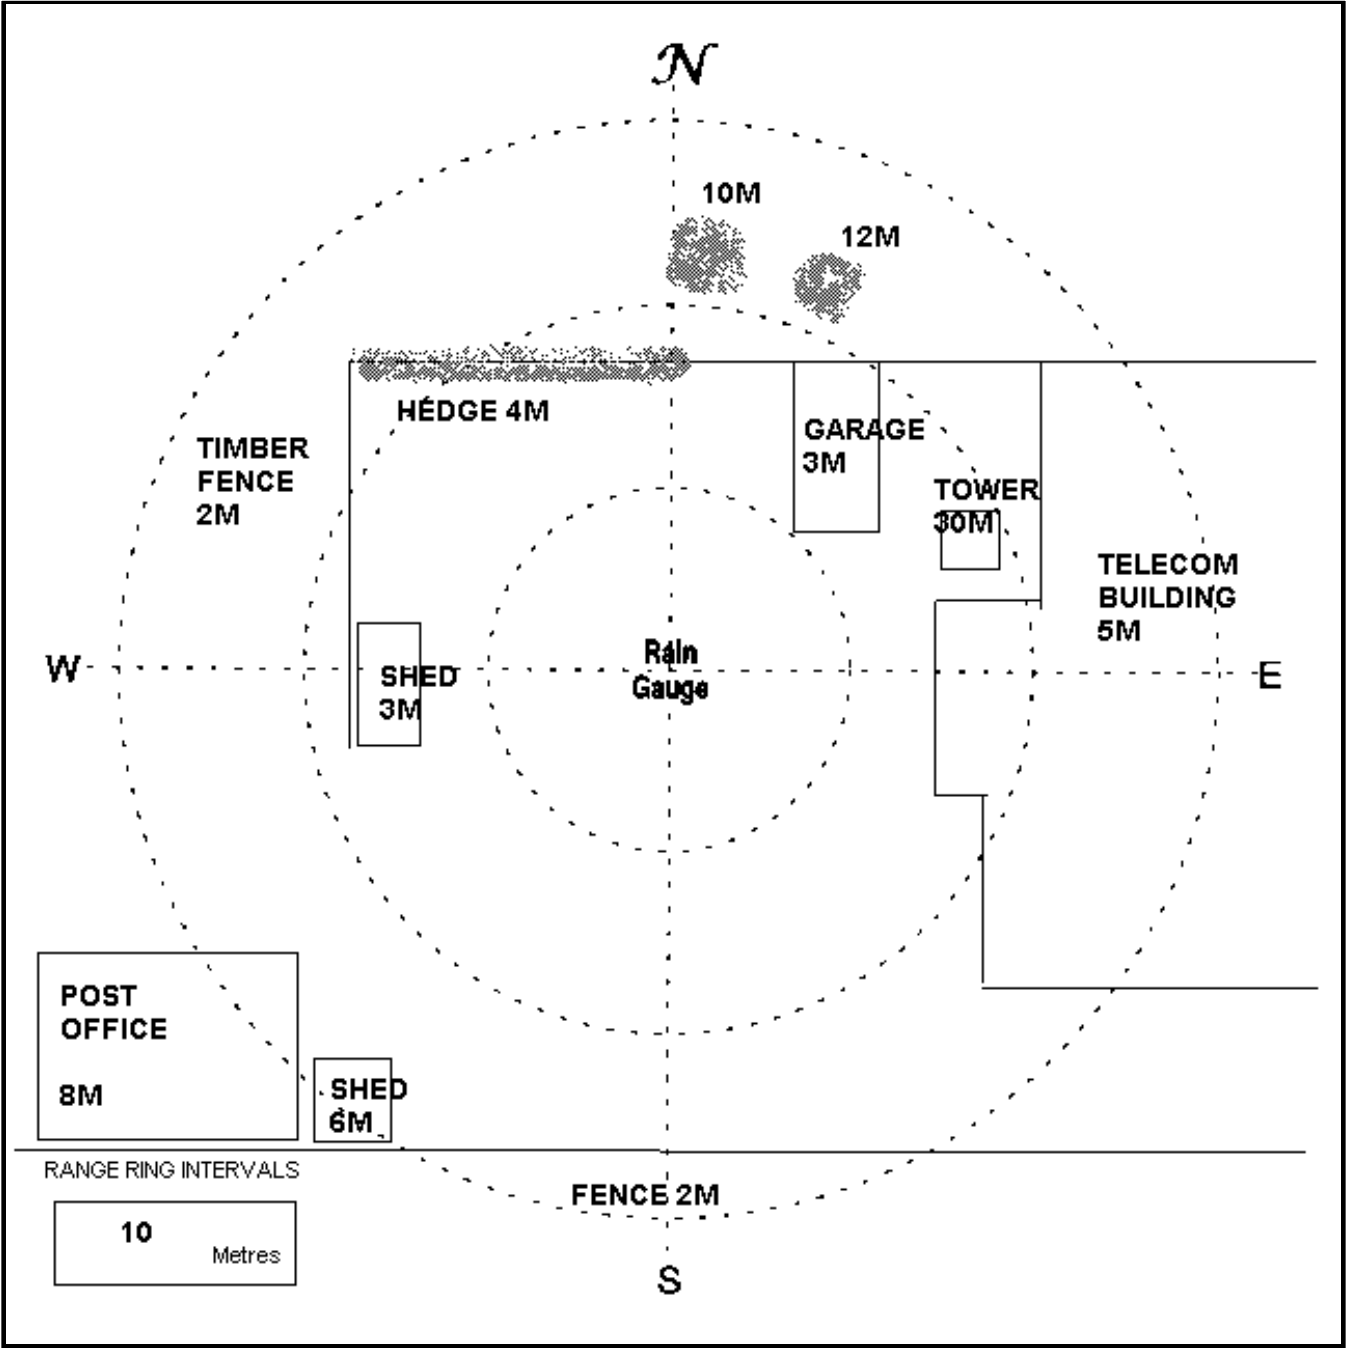 N
10M
12M
HEDGE 4M
GARAGE
3M
TIMBER
FENCE
2M
TOWER
30M
TELECOM
BUILDING
5M
W
SHED
3M
Rain
Gauge
E
POST
OFFICE
8M
SHED
6M
RANGE RING INTERVALS
10
Metres
FENCE 2M
S